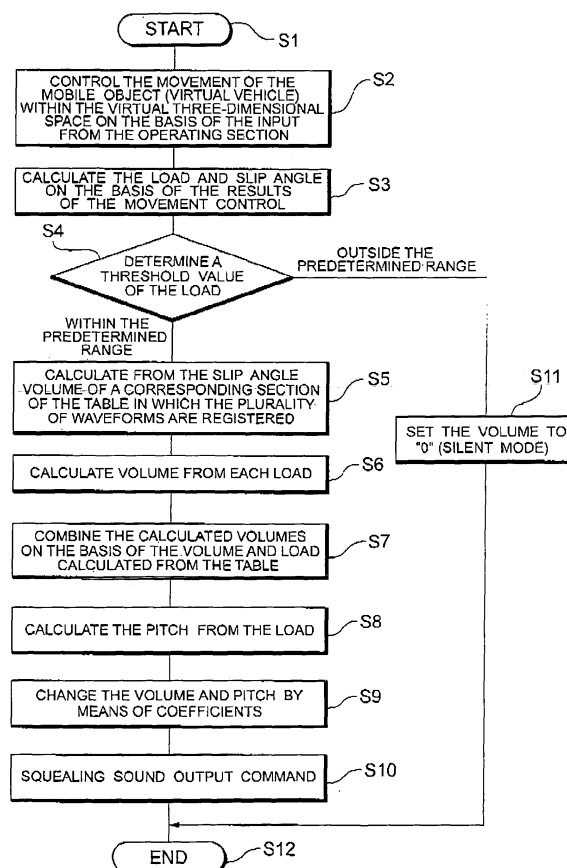 START
S1
CONTROL THE MOVEMENT OF THE
MOBILE OBJECT (VIRTUAL VEHICLE)
WITHIN THE VIRTUAL THREE-DIMENSIONAL
SPACE ON THE BASIS OF THE INPUT
FROM THE OPERATING SECTION
S2
CALCULATE THE LOAD AND SLIP ANGLE
ON THE BASIS OF THE RESULTS
OF THE MOVEMENT CONTROL
S3
S4
DETERMINE A
THRESHOLD VALUE
OF THE LOAD
OUTSIDE THE
PREDETERMINED RANGE
WITHIN THE
PREDETERMINED
RANGE
CALCULATE FROM THE SLIP ANGLE
VOLUME OF A CORRESPONDING SECTION
OF THE TABLE IN WHICH THE PLURALITY
OF WAVEFORMS ARE REGISTERED
S5
S11
SET THE VOLUME TO
"0" (SILENT MODE)
CALCULATE VOLUME FROM EACH LOAD
S6
COMBINE THE CALCULATED VOLUMES
ON THE BASIS OF THE VOLUME AND LOAD
CALCULATED FROM THE TABLE
S7
CALCULATE THE PITCH FROM THE LOAD
S8
CHANGE THE VOLUME AND PITCH BY
MEANS OF COEFFICIENTS
S9
SQUEALING SOUND OUTPUT COMMAND
S10
END
S12